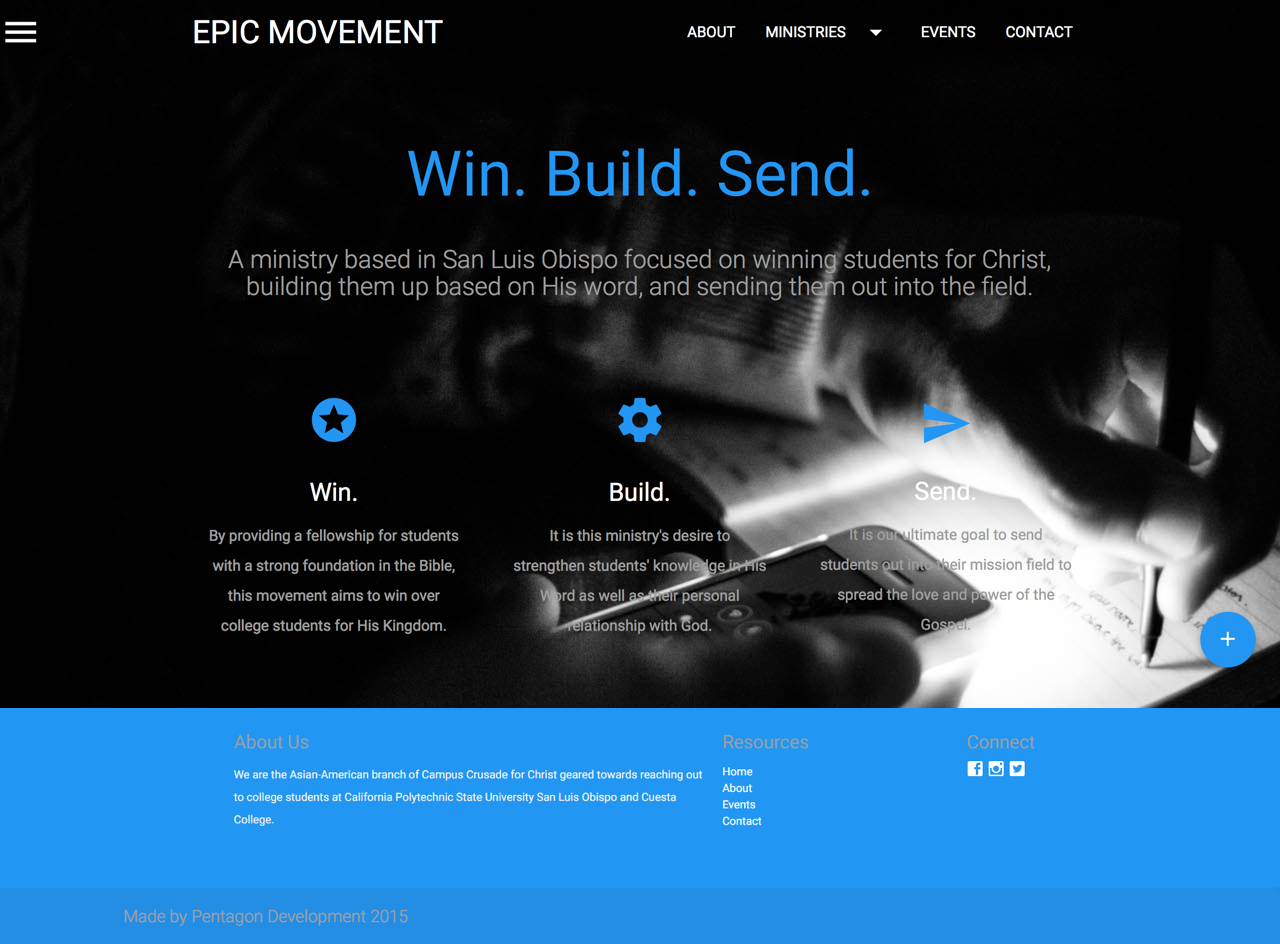 EPIC MOVEMENT
ABOUT
MINISTRIES
EVENTS
CONTACT
Win. Build. Send.
A ministry based in San Luis Obispo focused on winning students for Christ,
building them up based on His word, and sending them out into the field.
Win.
By providing a fellowship for students
with a strong foundation in the Bible,
this movement aims to win over
college students for His Kingdom.
Build.
It is this ministry's desire to
strengthen students' knowledge in His
Word as well as their personal
relationship with God.
Send.
It is our ultimate goal to send
students out into their mission field to
spread the love and power of the
Gospel.
About Us
We are the Asian-American branch of Campus Crusade for Christ geared towards reaching out
to college students at California Polytechnic State University San Luis Obispo and Cuesta
College.
Resources
Home
About
Events
Contact
Connect
Made by Pentagon Development 2015